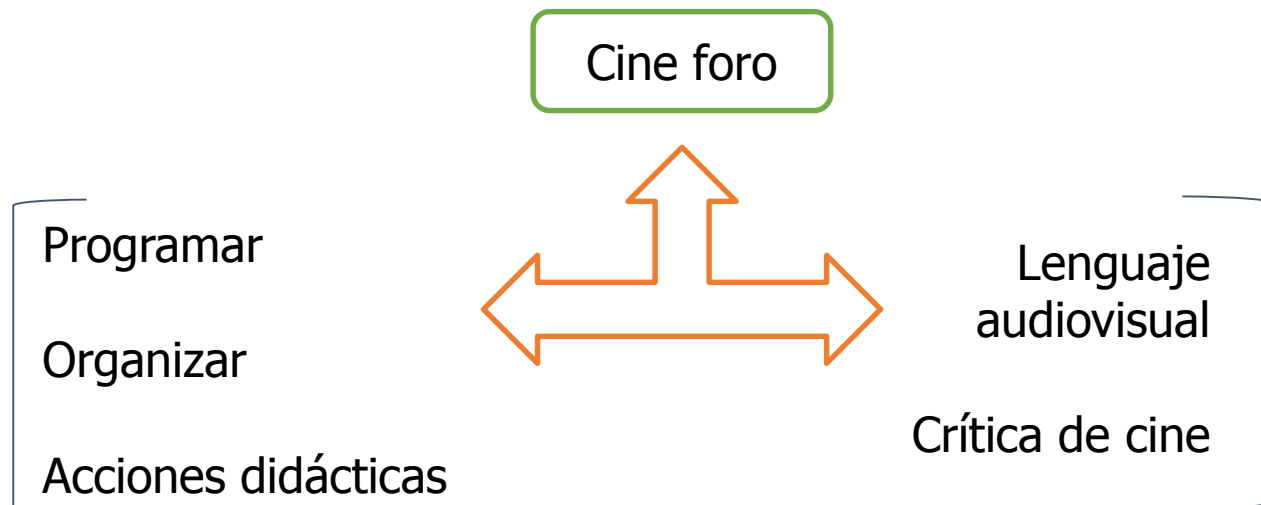 Cine foro
Programar
Organizar
Acciones didácticas
Lenguaje
audiovisual
Crítica de cine